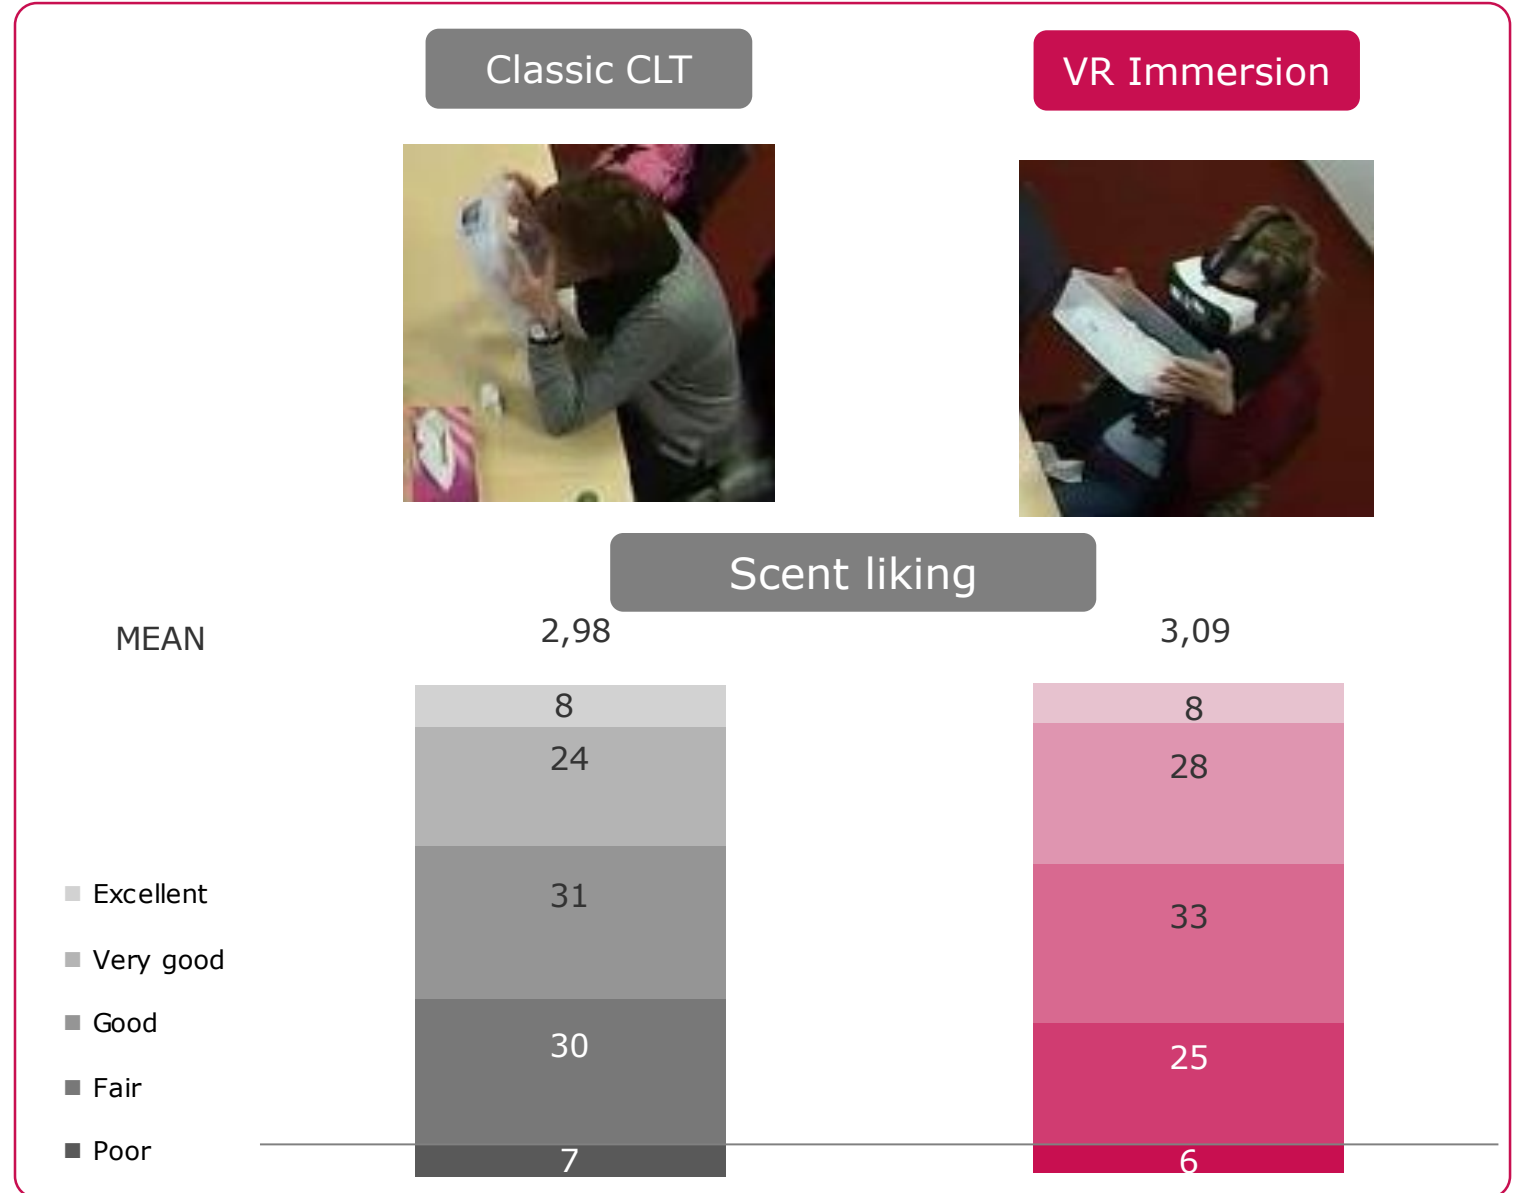 Classic CLT
VR Immersion
Scent liking
MEAN
2,98
3,09
8
24
31
30
7
8
28
33
25
6
Excellent
Very good
Good
Fair
Poor